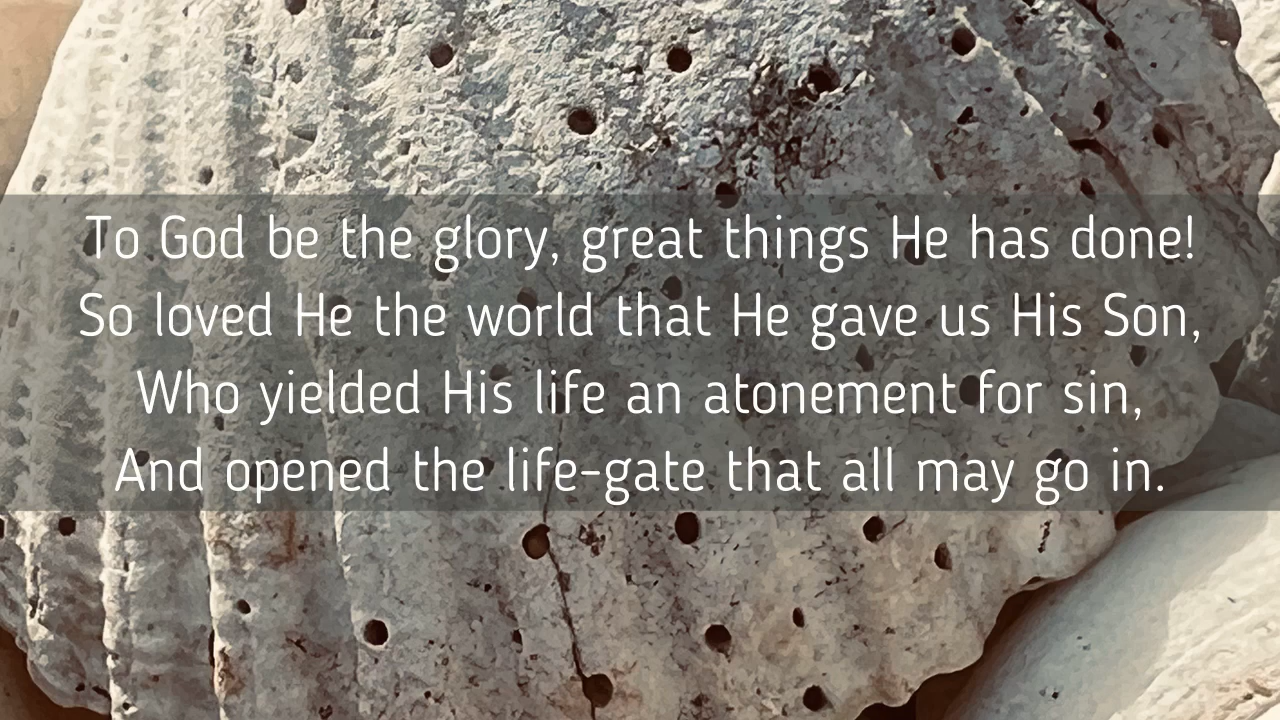 To God be the glory, great things He has done!
So loved He the world that He gave us His Son,
Who yielded His life an atonement for sin,
And opened the life-gate that all may go in.